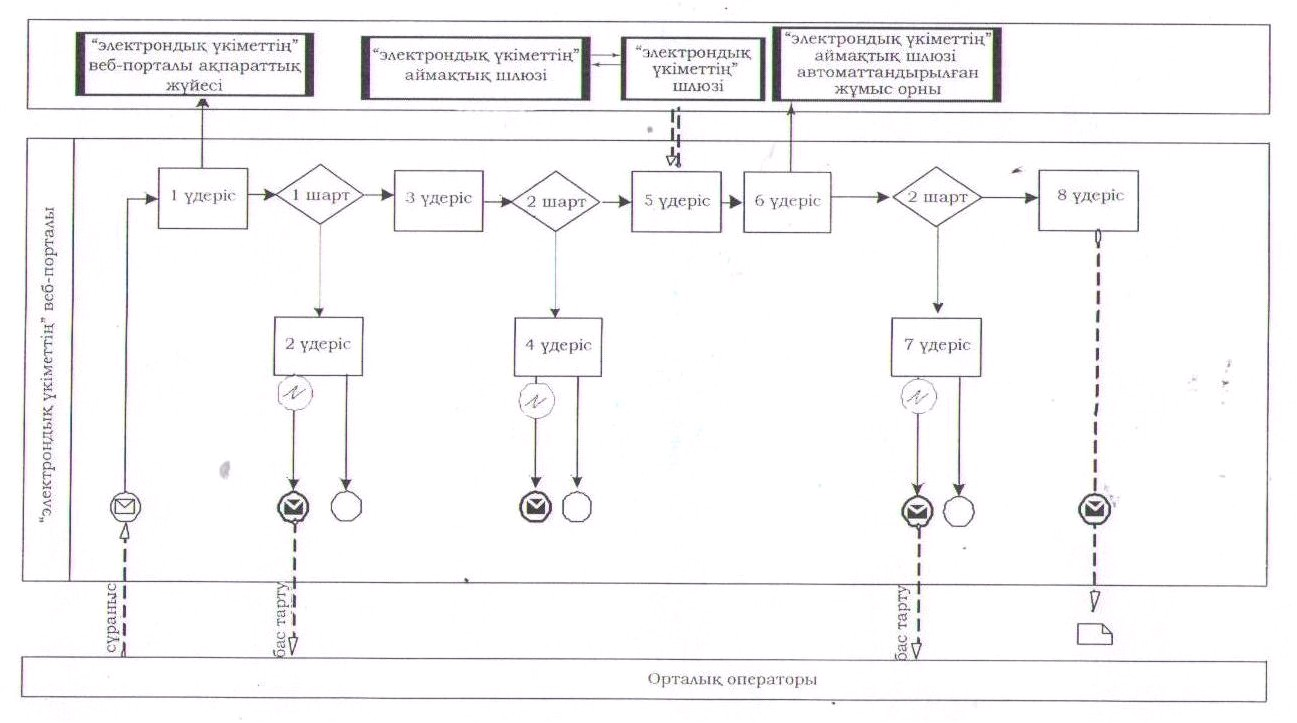 “электрондық үкіметтің”
веб-порталы ақпараттық
жүйесі
“электрондық үкіметтің”
аймақтық шлюзі
“электрондық
үкіметтің”
шлюзі
“электрондық үкіметтің”
аймақтық шлюзі
автоматтандырылған
жұмыс орны
“электрондық үкіметтің” веб-порталы
1 үдеріс
1 шарт
3 үдеріс
2 шарт
5 үдеріс
6 үдеріс
2 шарт
8 үдеріс
2 үдеріс
4 үдеріс
7 үдеріс
сұраныс
бас тарту
бас тарту
Орталық операторы